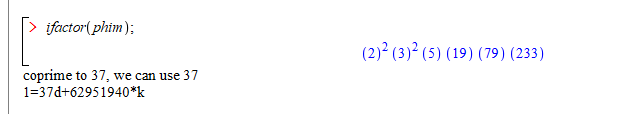 > ifactor(phim);
(2)² (3)² (5) (19) (79) (233)
coprime to 37, we can use 37
1=37d+62951940*k